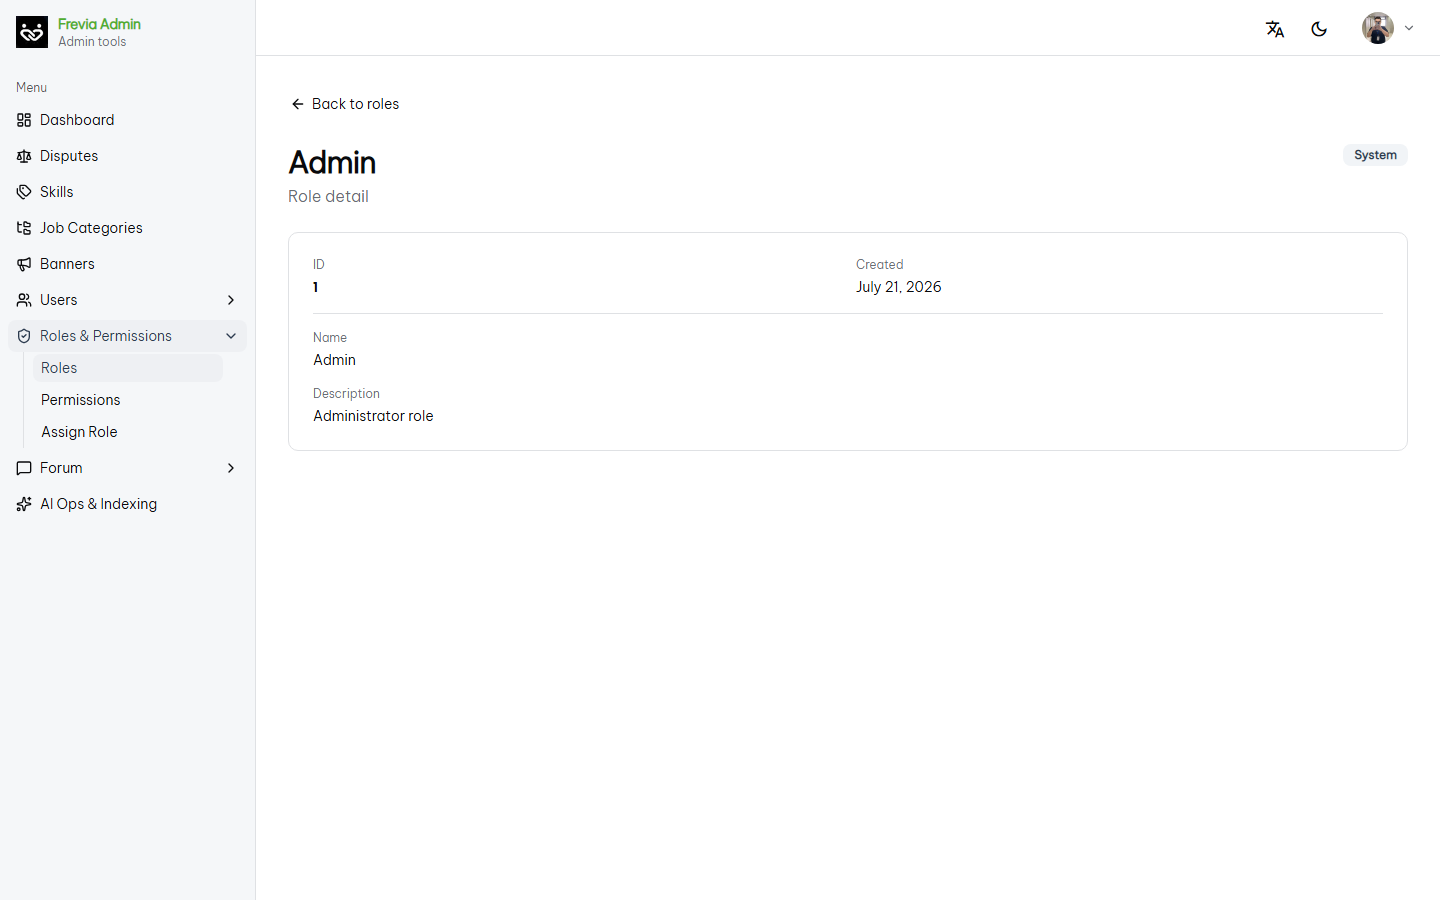 Frevia Admin
Admin tools
Menu
Dashboard
Disputes
Skills
Job Categories
Banners
Users
Roles & Permissions
Roles
Permissions
Assign Role
Forum
AI Ops & Indexing
Back to roles
Admin
System
Role detail
ID
1
Created
July 21, 2026
Name
Admin
Description
Administrator role